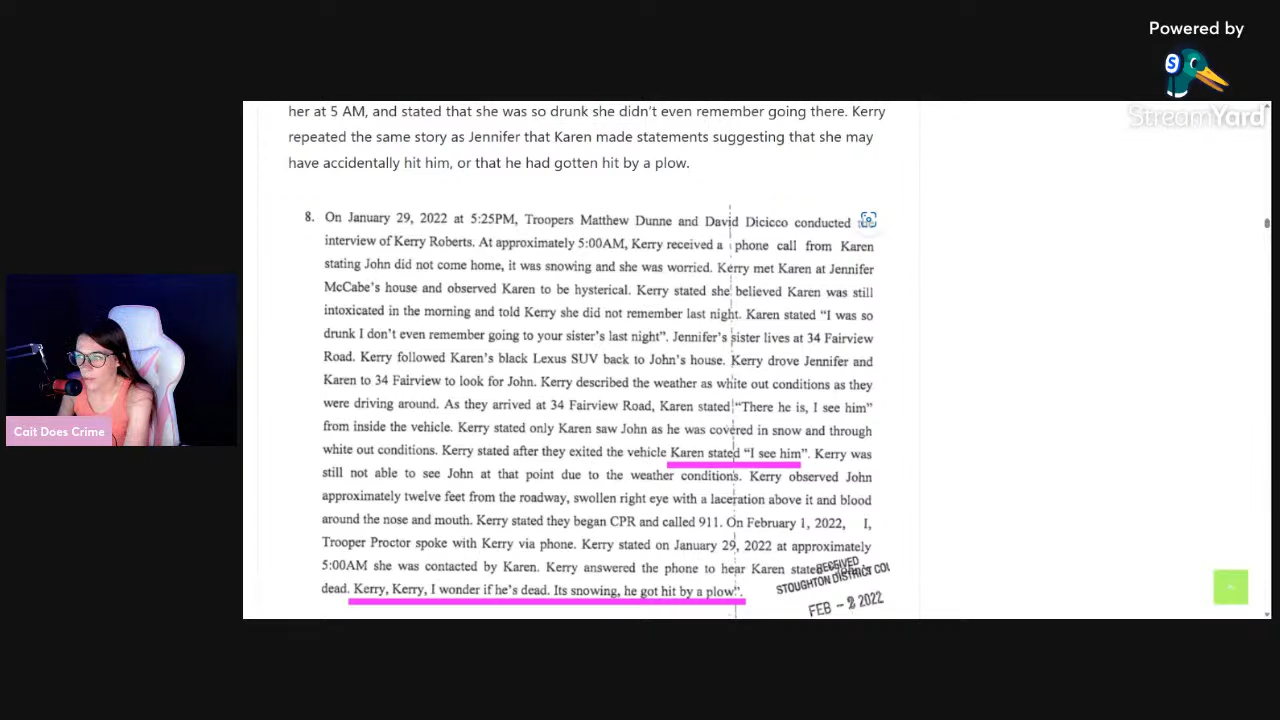 Powered by
S
StreamYard
her at 5 AM, and stated that she was so drunk she didn't even remember going there. Kerry
repeated the same story as Jennifer that Karen made statements suggesting that she may
have accidentally hit him, or that he had gotten hit by a plow.
8. On January 29, 2022 at 5:25PM, Troopers Matthew Dunne and David Dicicco conducted
interview of Kerry Roberts. At approximately 5:00AM, Kerry received a phone call from Karen
stating John did not come home, it was snowing and she was worried. Kerry met Karen at Jennifer
McCabe's house and observed Karen to be hysterical. Kerry stated she believed Karen was still
intoxicated in the morning and told Kerry she did not remember last night. Karen stated "I was so
drunk I don't even remember going to your sister's last night". Jennifer's sister lives at 34 Fairview
Road. Kerry followed Karen's black Lexus SUV back to John's house. Kerry drove Jennifer and
Karen to 34 Fairview to look for John. Kerry described the weather as white out conditions as they
were driving around. As they arrived at 34 Fairview Road, Karen stated "There he is, I see him"
from inside the vehicle. Kerry stated only Karen saw John as he was covered in snow and through
white out conditions. Kerry stated after they exited the vehicle Karen stated "I see him". Kerry was
still not able to see John at that point due to the weather conditions. Kerry observed John
approximately twelve feet from the roadway, swollen right eye with a laceration above it and blood
around the nose and mouth. Kerry stated they began CPR and called 911. On February 1, 2022, I,
Trooper Proctor spoke with Kerry via phone. Kerry stated on January 29, 2022 at approximately
5:00AM she was contacted by Karen. Kerry answered the phone to hear Karen state
dead. Kerry, Kerry, I wonder if he's dead. Its snowing, he got hit by a plow".
RECEIVED
STOUGHTON DISTRICT COU
FEB - 2 2022
Cait Does Crime